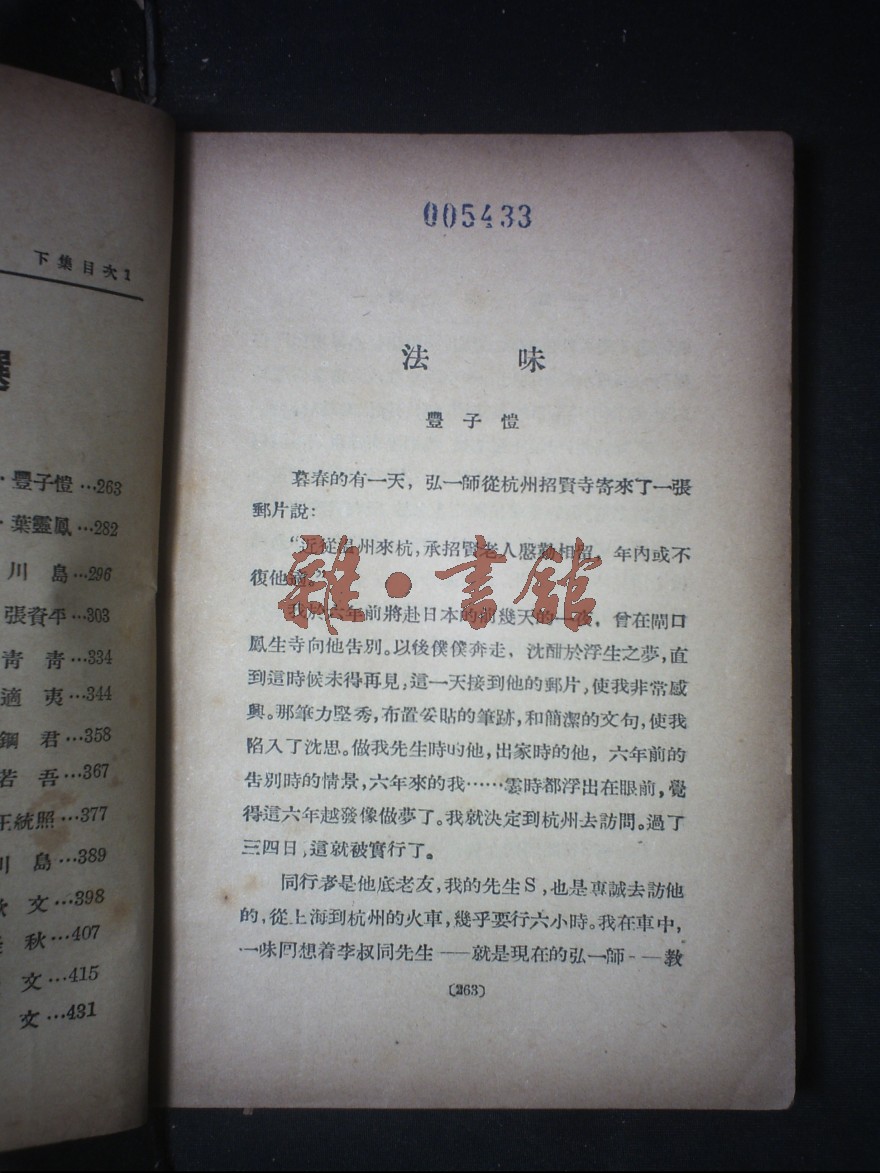 下集目次1
選
豐子愷…263
葉靈鳳…282
川島…296
張資平…303
青青…334
適夷…344
鋼君…358
若吾…367
王統照…377
川島…389
文…398
秋…407
文…415
文…431
005433
法味
豐子愷
暮春的有一天，弘一師從杭州招賢寺寄來了一張
郵片說：
“近從溫州來杭，承招賢老人慇勤相留，年內或不
復他適。”
我於六年前將赴日本的前幾天的一夜，曾在閘口
鳳生寺向他告別。以後僕僕奔走，沈酣於浮生之夢，直
到這時候未得再見，這一天接到他的郵片，使我非常感
興。那筆力堅秀，布置妥貼的筆跡，和簡潔的文句，使我
陷入了沈思。做我先生時的他，出家時的他，六年前的
告別時的情景，六年來的我……霎時都浮出在眼前，覺
得這六年越發像做夢了。我就決定到杭州去訪問。過了
三四日，這就被實行了。
同行者是他底老友，我的先生S，也是專誠去訪他
的，從上海到杭州的火車，幾乎要行六小時。我在車中，
一味回想着李叔同先生——就是現在的弘一師——教
〔263〕
雜·書館